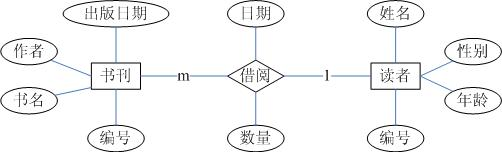 出版日期
日期
姓名
作者
性别
书刊
m
借阅
1
读者
书名
年龄
编号
数量
编号